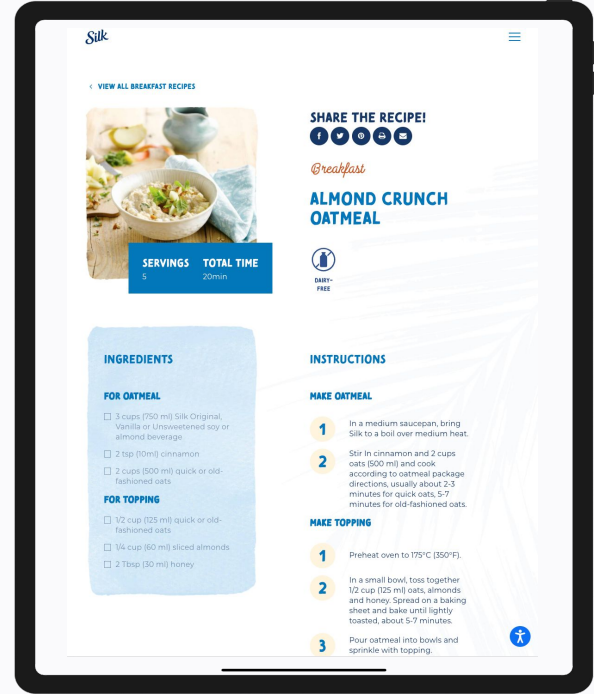 Silk
< VIEW ALL BREAKFAST RECIPES
SERVINGS
5
TOTAL TIME
20min
SHARE THE RECIPE!
Breakfast
ALMOND CRUNCH
OATMEAL
DAIRY-
FREE
INGREDIENTS
FOR OATMEAL
3 cups (750 ml) Silk Original,
Vanilla or Unsweetened soy or
almond beverage
2 tsp (10ml) cinnamon
2 cups (500 ml) quick or old-
fashioned oats
FOR TOPPING
1/2 cup (125 ml) quick or old-
fashioned oats
1/4 cup (60 ml) sliced almonds
2 Tbsp (30 ml) honey
INSTRUCTIONS
MAKE OATMEAL
1
In a medium saucepan, bring
Silk to a boil over medium heat.
2
Stir In cinnamon and 2 cups
oats (500 ml) and cook
according to oatmeal package
directions, usually about 2-3
minutes for quick oats, 5-7
minutes for old-fashioned oats.
MAKE TOPPING
1
Preheat oven to 175°C (350°F).
2
In a small bowl, toss together
1/2 cup (125 ml) oats, almonds
and honey. Spread on a baking
sheet and bake until lightly
toasted, about 5-7 minutes.
3
Pour oatmeal into bowls and
sprinkle with topping.